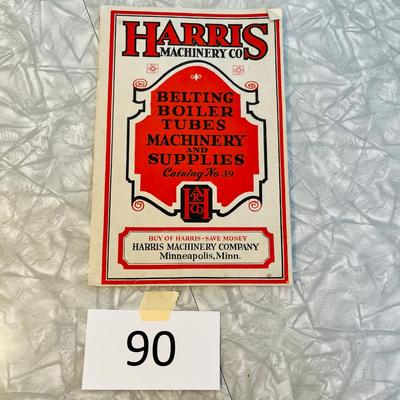 HARRIS
MACHINERY CO
BELTING
BOILER
TUBES
MACHINERY
AND
SUPPLIES
Catalog No 39
H
M
Co
BUY OF HARRIS - SAVE MONEY
HARRIS MACHINERY COMPANY
Minneapolis, Minn.
90